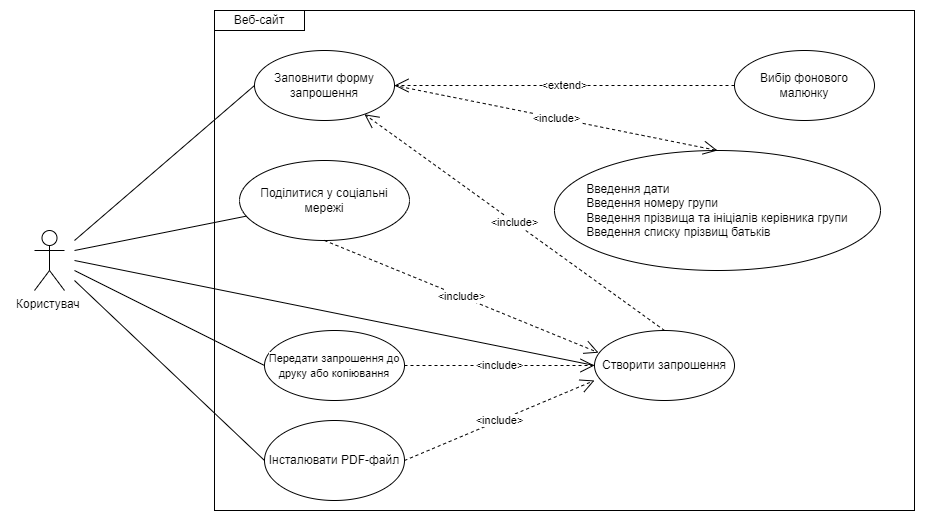 Веб-сайт
Заповнити форму
запрошення
<extend>
Вибір фонового
малюнку
<include>
Поділитися у соціальні
мережі
Введення дати
Введення номеру групи
Введення прізвища та ініціалів керівника групи
Введення списку прізвищ батьків
<include>
Користувач
<include>
Передати запрошення до
друку або копіювання
<include>
Створити запрошення
<include>
Інсталювати PDF-файл